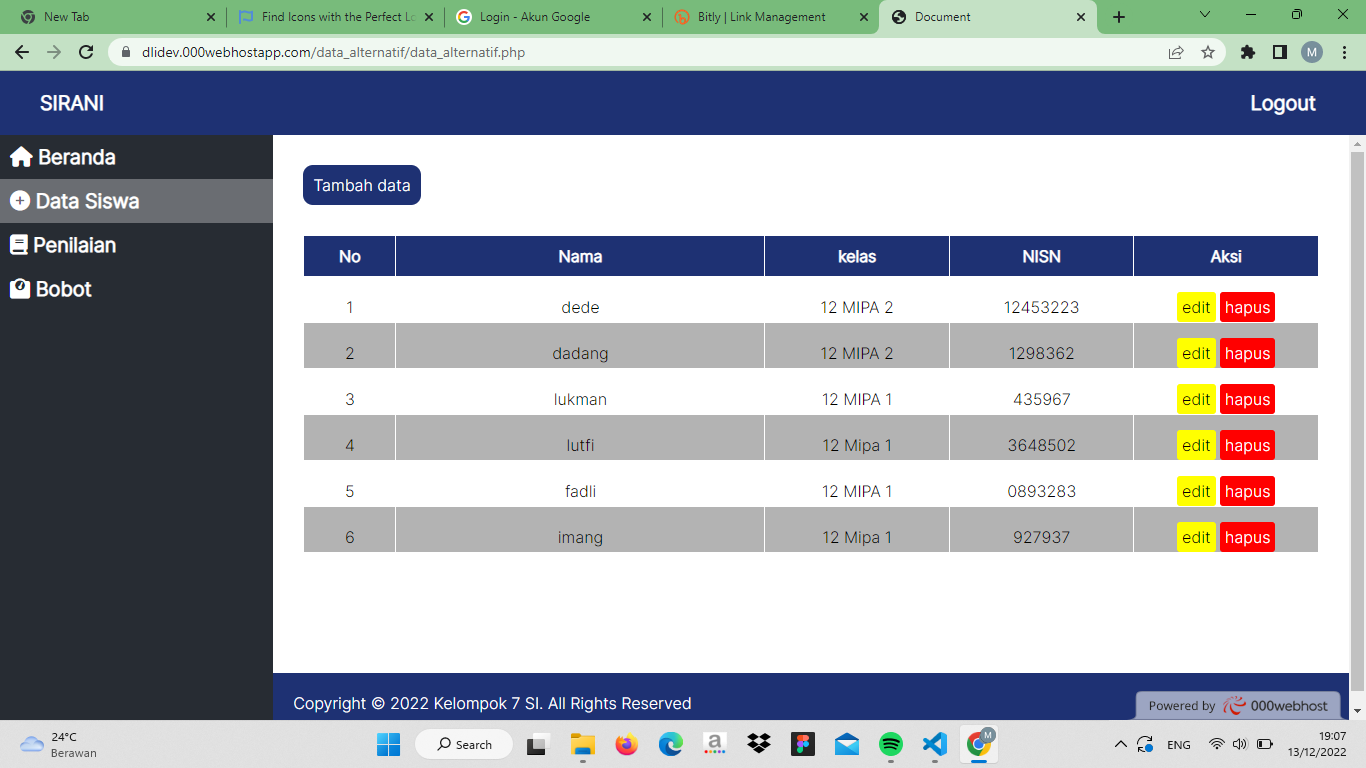 New Tab
Find Icons with the Perfect Lo
Login - Akun Google
Bitly | Link Management
Document
dlidev.000webhostapp.com/data_alternatif/data_alternatif.php
M
SIRANI
Logout
Beranda
Data Siswa
Penilaian
Bobot
Tambah data
No Nama kelas NISN Aksi
1 dede 12 MIPA 2 12453223 edit hapus
2 dadang 12 MIPA 2 1298362 edit hapus
3 lukman 12 MIPA 1 435967 edit hapus
4 lutfi 12 Mipa 1 3648502 edit hapus
5 fadli 12 MIPA 1 0893283 edit hapus
6 imang 12 Mipa 1 927937 edit hapus
Copyright © 2022 Kelompok 7 SI. All Rights Reserved
Powered by 000webhost
24°C
Berawan
Search
a
M
ENG
19:07
13/12/2022